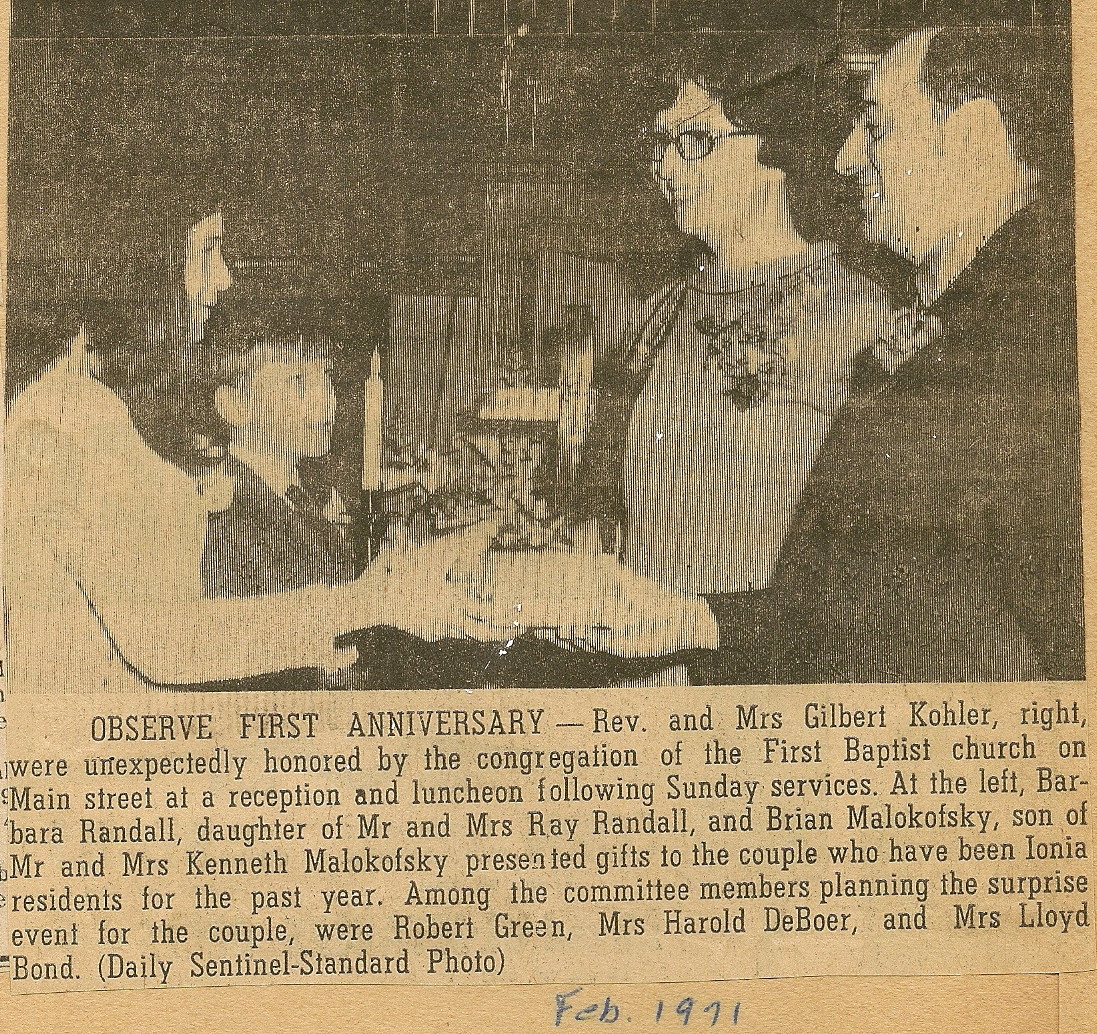 OBSERVE FIRST ANNIVERSARY — Rev. and Mrs Gilbert Kohler, right,
were unexpectedly honored by the congregation of the First Baptist church on
Main street at a reception and luncheon following Sunday services. At the left, Bar-
bara Randall, daughter of Mr and Mrs Ray Randall, and Brian Malokofsky, son of
Mr and Mrs Kenneth Malokofsky presented gifts to the couple who have been Ionia
residents for the past year. Among the committee members planning the surprise
event for the couple, were Robert Green, Mrs Harold DeBoer, and Mrs Lloyd
Bond. (Daily Sentinel-Standard Photo)
Feb. 1971